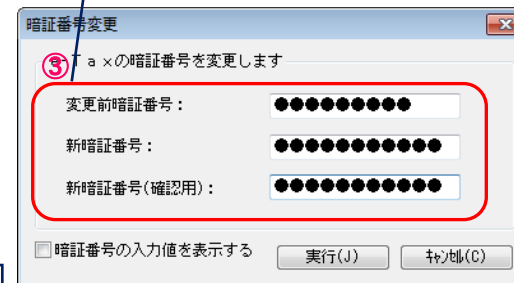 暗証番号変更
③
e-Taxの暗証番号を変更します
変更前暗証番号： ●●●●●●●●●
新暗証番号： ●●●●●●●●●●●
新暗証番号(確認用)： ●●●●●●●●●●●
暗証番号の入力値を表示する 実行(J) ｷｬﾝｾﾙ(C)